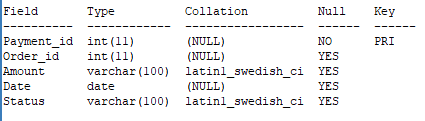 Field Type Collation Null Key
---------- ------------ ----------------- ------ ------
Payment_id int(11) (NULL) NO PRI
Order_id int(11) (NULL) YES
Amount varchar(100) latin1_swedish_ci YES
Date date (NULL) YES
Status varchar(100) latin1_swedish_ci YES